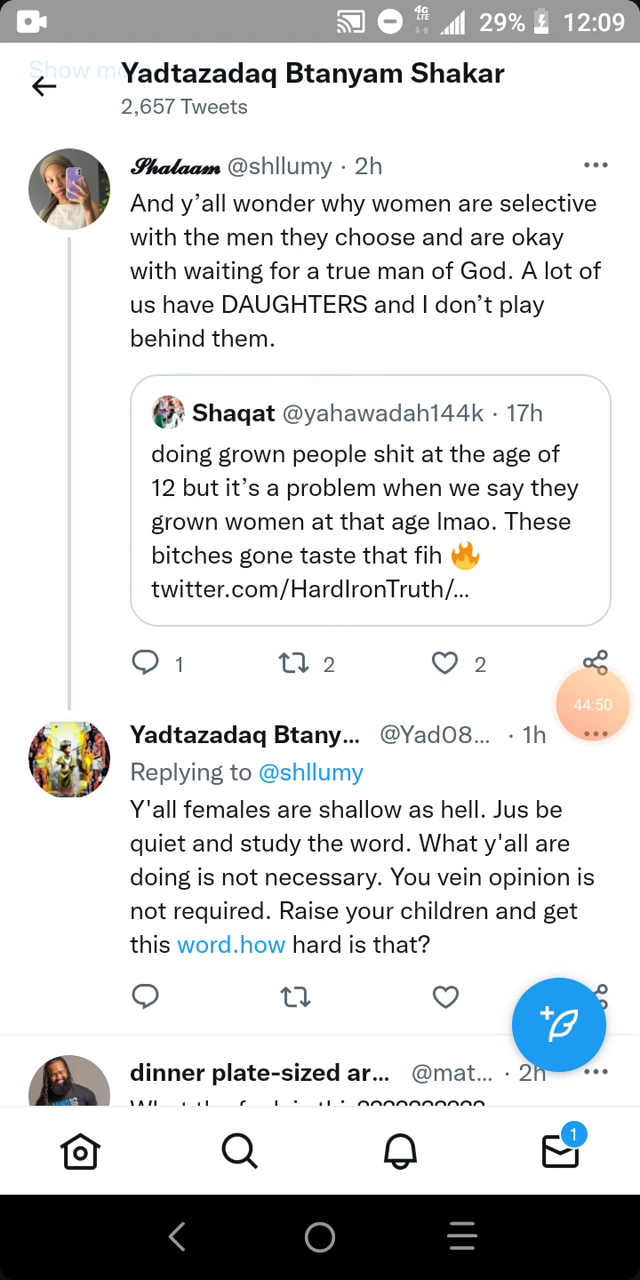 4G
LTE
29%
12:09
Show mo
Yadtazadaq Btanyam Shakar
2,657 Tweets
𝓢𝓱𝓪𝓵𝓪𝓪𝓶 @shllumy · 2h
And y’all wonder why women are selective
with the men they choose and are okay
with waiting for a true man of God. A lot of
us have DAUGHTERS and I don’t play
behind them.
Shaqat @yahawadah144k · 17h
doing grown people shit at the age of
12 but it’s a problem when we say they
grown women at that age lmao. These
bitches gone taste that fih 🔥
twitter.com/HardIronTruth/...
1 2 2
44:50
Yadtazadaq Btany... @Yad08... · 1h
Replying to @shllumy
Y'all females are shallow as hell. Jus be
quiet and study the word. What y'all are
doing is not necessary. You vein opinion is
not required. Raise your children and get
this word.how hard is that?
dinner plate-sized ar... @mat... · 2h
1